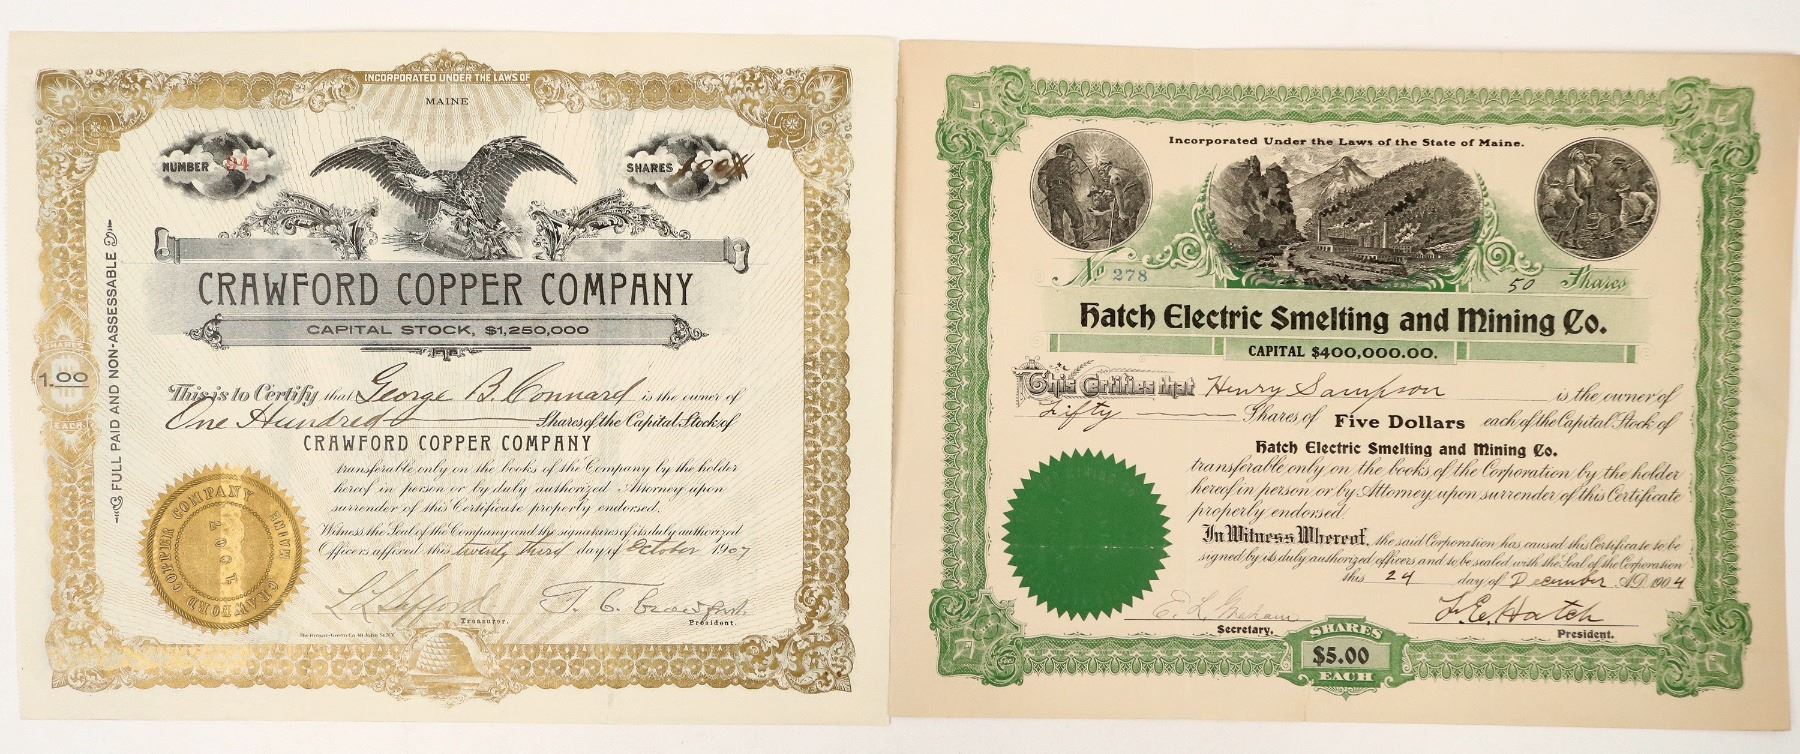 INCORPORATED UNDER THE LAWS OF
MAINE
NUMBER 94
SHARES 100
CRAWFORD COPPER COMPANY
CAPITAL STOCK, $1,250,000
FULL PAID AND NON-ASSESSABLE
SHARES
1.00
EACH
This is to Certify that George B. Connard is the owner of
One Hundred Shares of the Capital Stock of
CRAWFORD COPPER COMPANY
transferable only on the books of the Company by the holder
hereof in person or by duly authorized Attorney upon
surrender of this Certificate properly endorsed.
Witness the Seal of the Company and the signatures of its duly authorized
Officers affixed this twenty third day of October 1907
CRAWFORD COPPER COMPANY MAINE
Treasurer.
T. C. Crawford
President.
Incorporated Under the Laws of the State of Maine.
No 278
50 Shares
Hatch Electric Smelting and Mining Co.
CAPITAL $400,000.00.
This Certifies that Henry Sampson is the owner of
Fifty Shares of Five Dollars each of the Capital Stock of
Hatch Electric Smelting and Mining Co.
transferable only on the books of the Corporation by the holder
hereof in person or by Attorney upon surrender of this Certificate
properly endorsed.
In Witness Whereof, the said Corporation has caused this Certificate to be
signed by its duly authorized officers and to be sealed with the Seal of the Corporation
this 24 day of December A.D. 1904
E. L. Graham
Secretary.
F. E. Hatch
President.
SHARES
$5.00
EACH